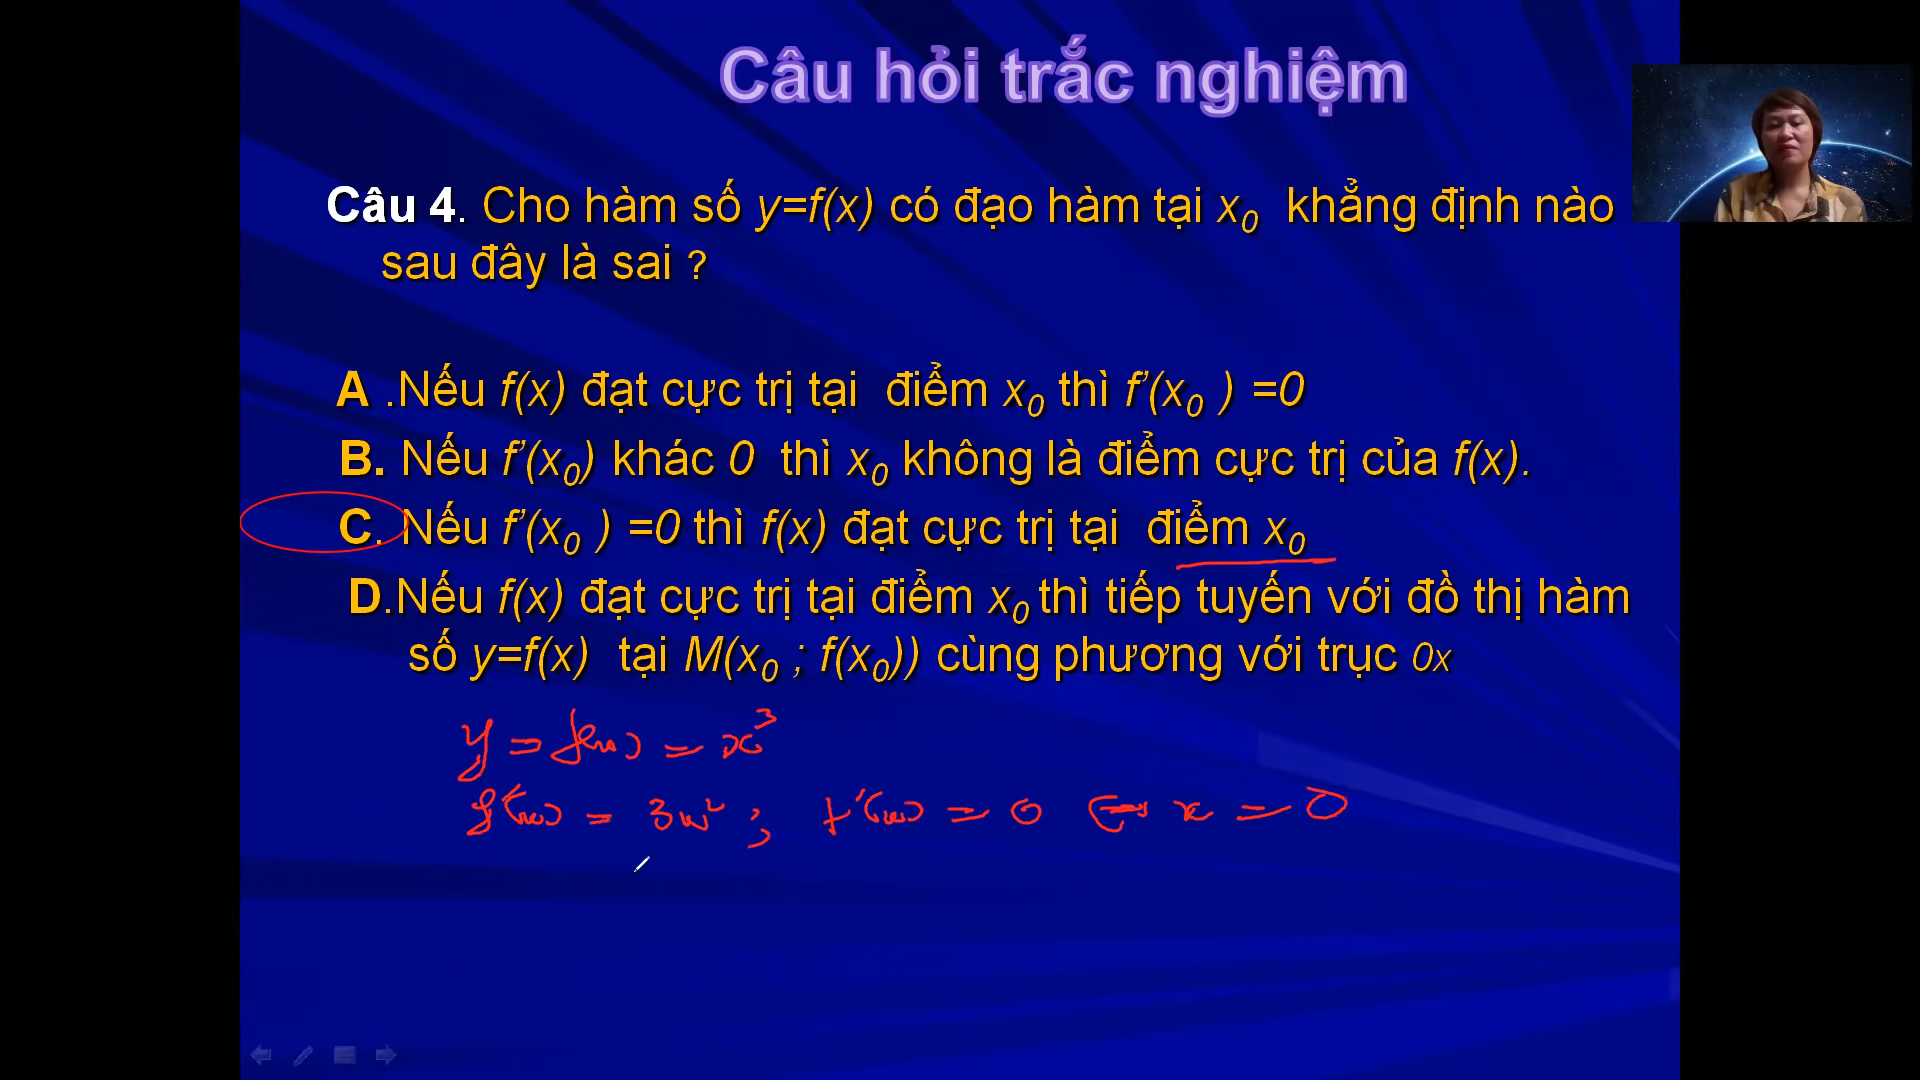 Câu hỏi trắc nghiệm
Câu 4. Cho hàm số y=f(x) có đạo hàm tại x₀ khẳng định nào
sau đây là sai ?
A .Nếu f(x) đạt cực trị tại điểm x₀ thì f’(x₀ ) =0
B. Nếu f’(x₀) khác 0 thì x₀ không là điểm cực trị của f(x).
C. Nếu f’(x₀ ) =0 thì f(x) đạt cực trị tại điểm x₀
D.Nếu f(x) đạt cực trị tại điểm x₀ thì tiếp tuyến với đồ thị hàm
số y=f(x) tại M(x₀ ; f(x₀)) cùng phương với trục 0x
y = f(x) = x³
f'(x) = 3x² ; f'(x) = 0 ⇔ x = 0